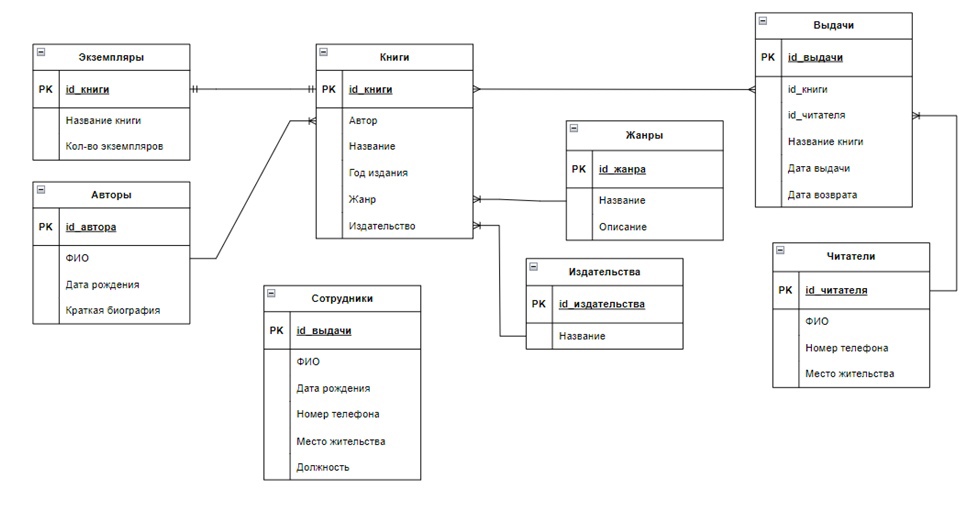 Экземпляры
PK id_книги
Название книги
Кол-во экземпляров
Авторы
PK id_автора
ФИО
Дата рождения
Краткая биография
Книги
PK id_книги
Автор
Название
Год издания
Жанр
Издательство
Сотрудники
PK id_выдачи
ФИО
Дата рождения
Номер телефона
Место жительства
Должность
Жанры
PK id_жанра
Название
Описание
Издательства
PK id_издательства
Название
Выдачи
PK id_выдачи
id_книги
id_читателя
Название книги
Дата выдачи
Дата возврата
Читатели
PK id_читателя
ФИО
Номер телефона
Место жительства